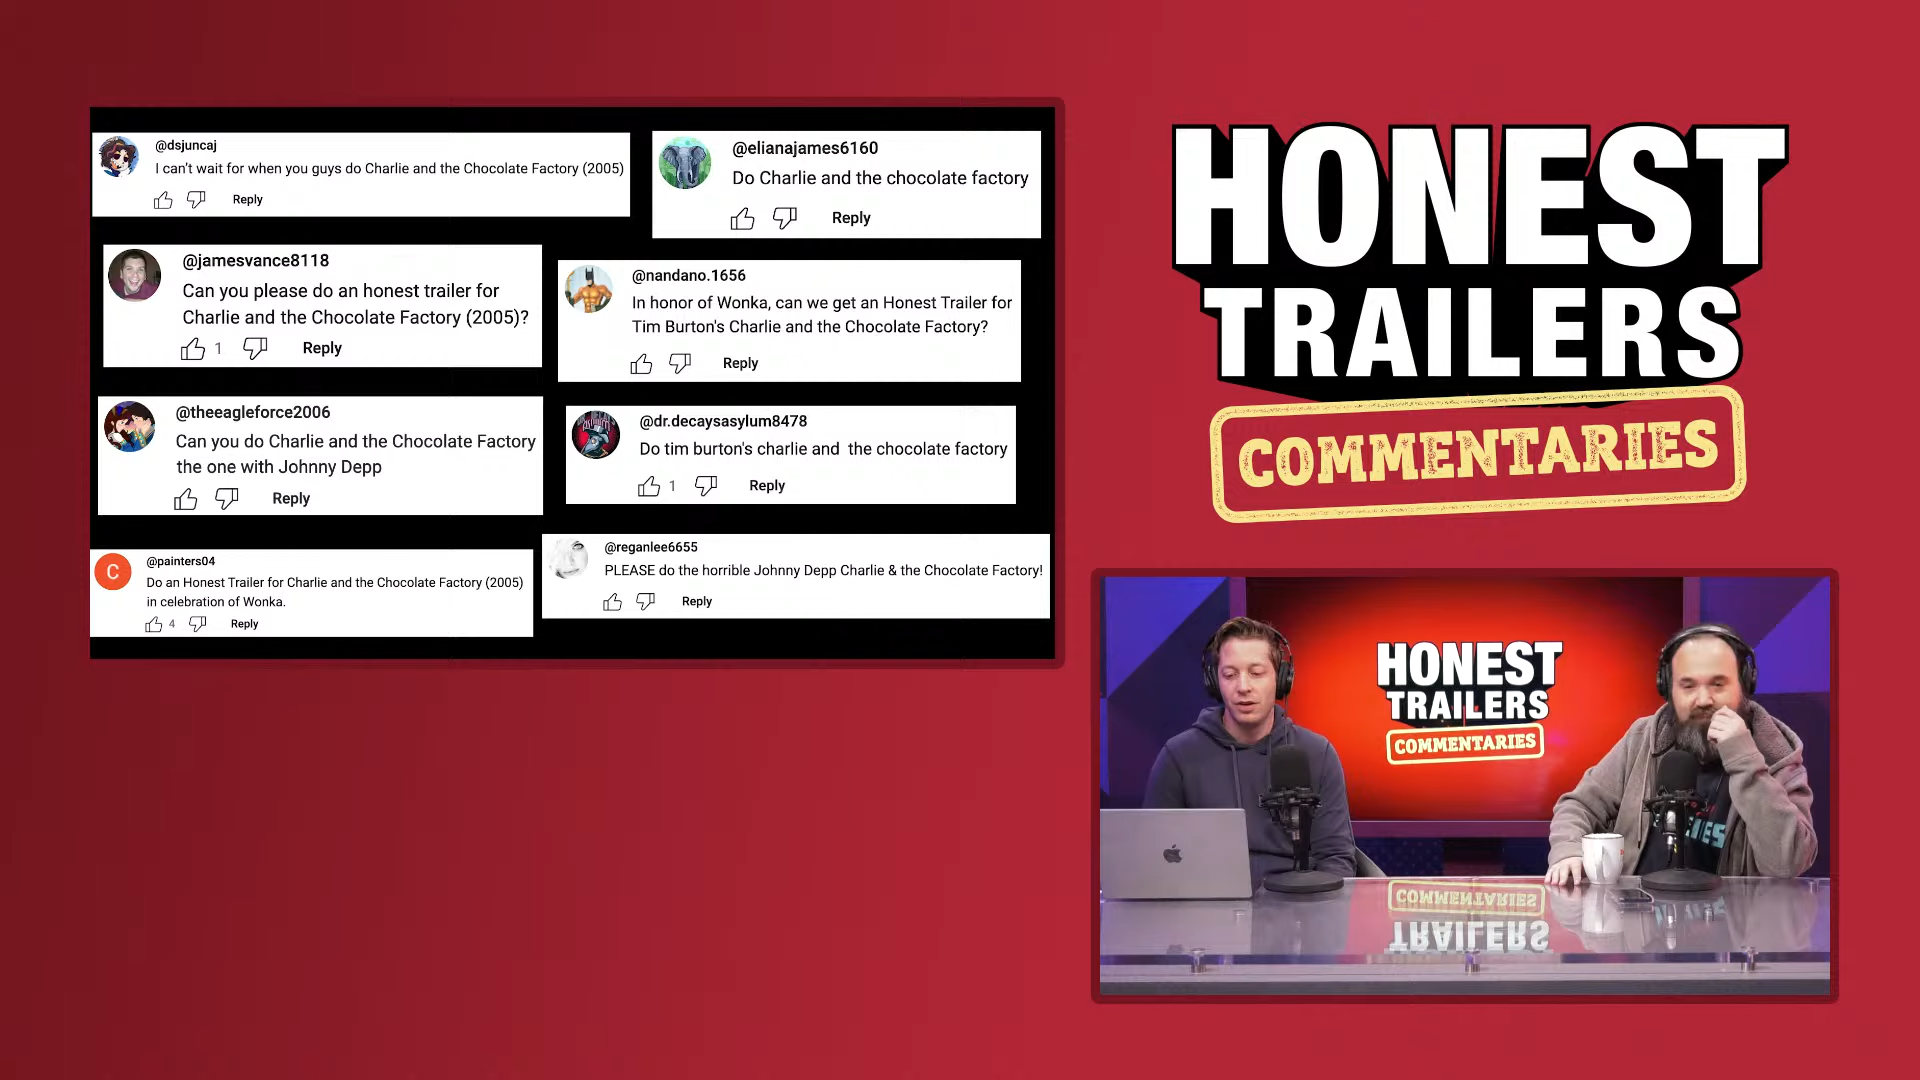 @dsjuncaj
I can't wait for when you guys do Charlie and the Chocolate Factory (2005)
Reply
@elianajames6160
Do Charlie and the chocolate factory
Reply
@jamesvance8118
Can you please do an honest trailer for
Charlie and the Chocolate Factory (2005)?
1
Reply
@nandano.1656
In honor of Wonka, can we get an Honest Trailer for
Tim Burton's Charlie and the Chocolate Factory?
Reply
@theeagleforce2006
Can you do Charlie and the Chocolate Factory
the one with Johnny Depp
Reply
@dr.decaysasylum8478
Do tim burton's charlie and the chocolate factory
1
Reply
C
@painters04
Do an Honest Trailer for Charlie and the Chocolate Factory (2005)
in celebration of Wonka.
4
Reply
@reganlee6655
PLEASE do the horrible Johnny Depp Charlie & the Chocolate Factory!
Reply
HONEST
TRAILERS
COMMENTARIES
HONEST
TRAILERS
COMMENTARIES
COMMENTARIES
TRAILERS